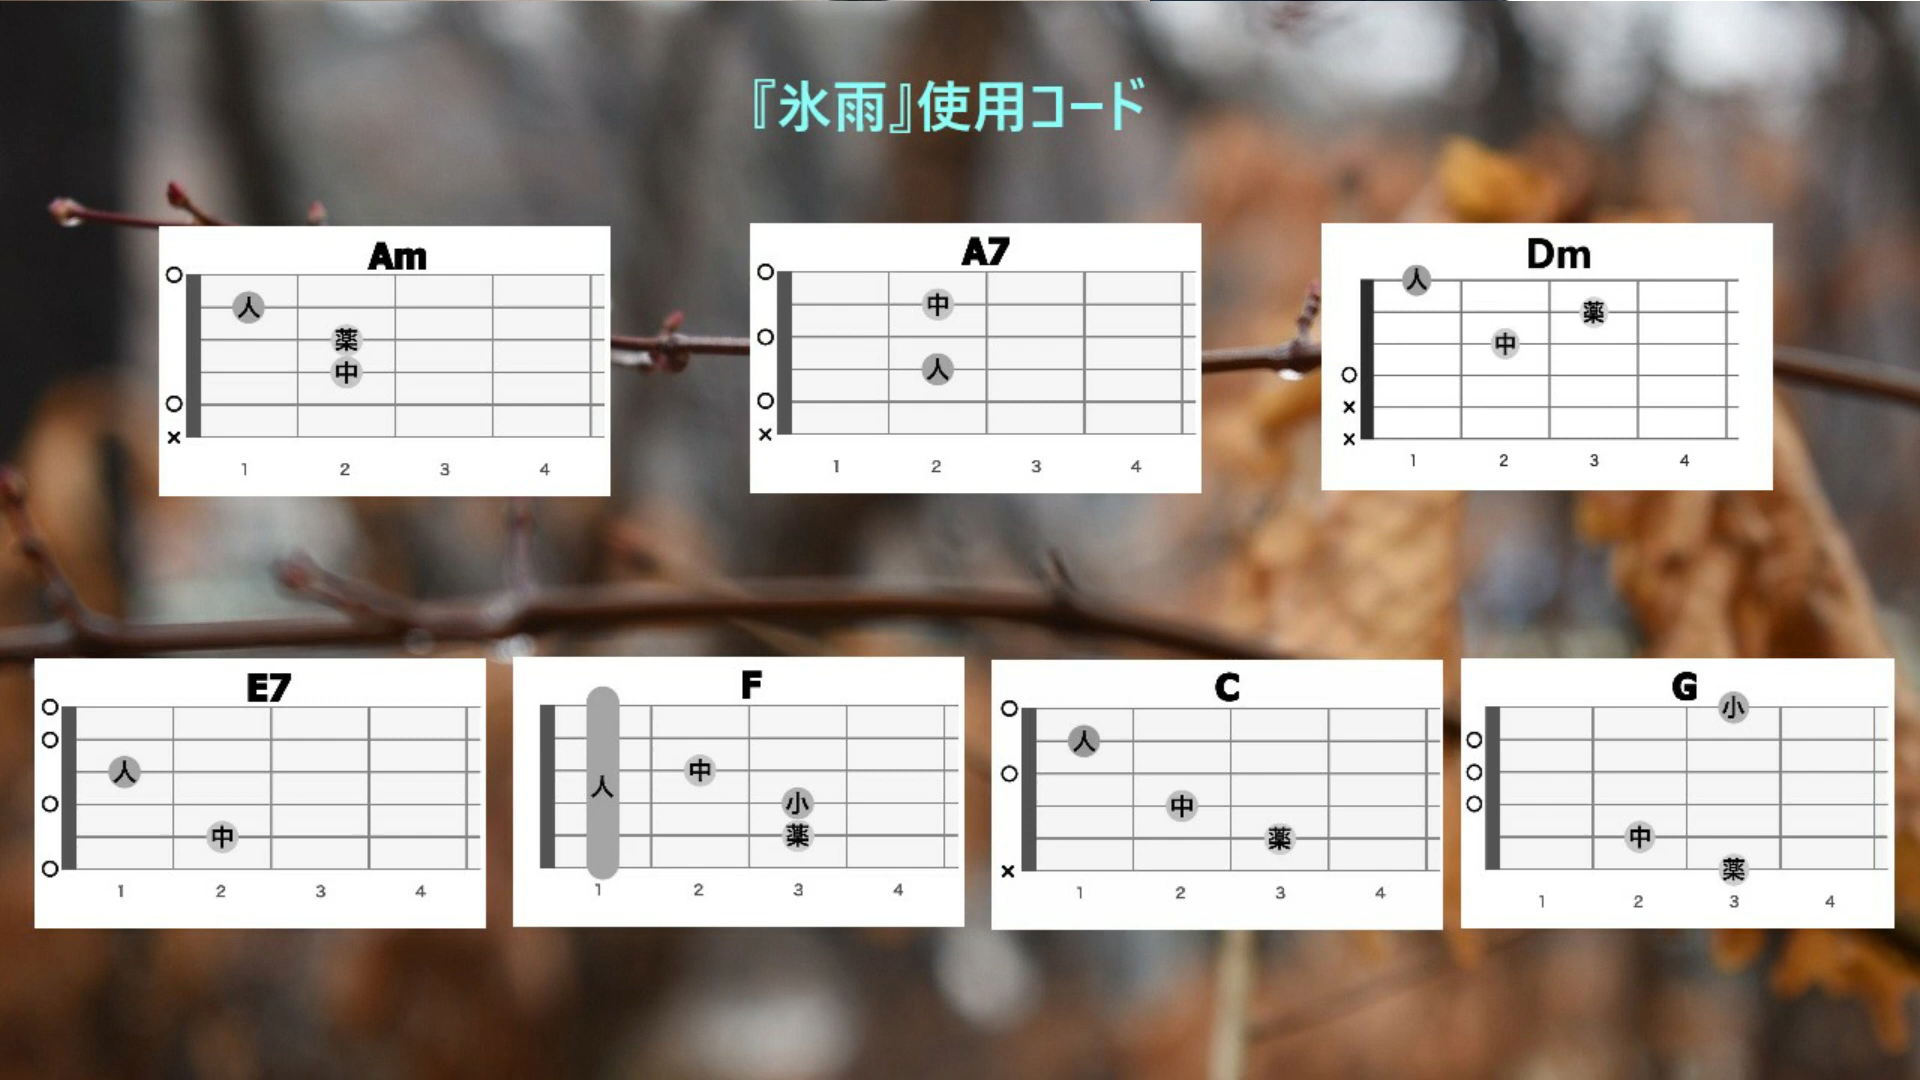 『氷雨』使用コード
Am
○
人
薬
中
○
×
1 2 3 4
A7
○
中
○
人
○
×
1 2 3 4
Dm
人
薬
中
○
×
×
1 2 3 4
E7
○
○
人
○
中
○
1 2 3 4
F
中
人
小
薬
1 2 3 4
C
○
人
○
中
薬
×
1 2 3 4
G
小
○
○
○
中
薬
1 2 3 4